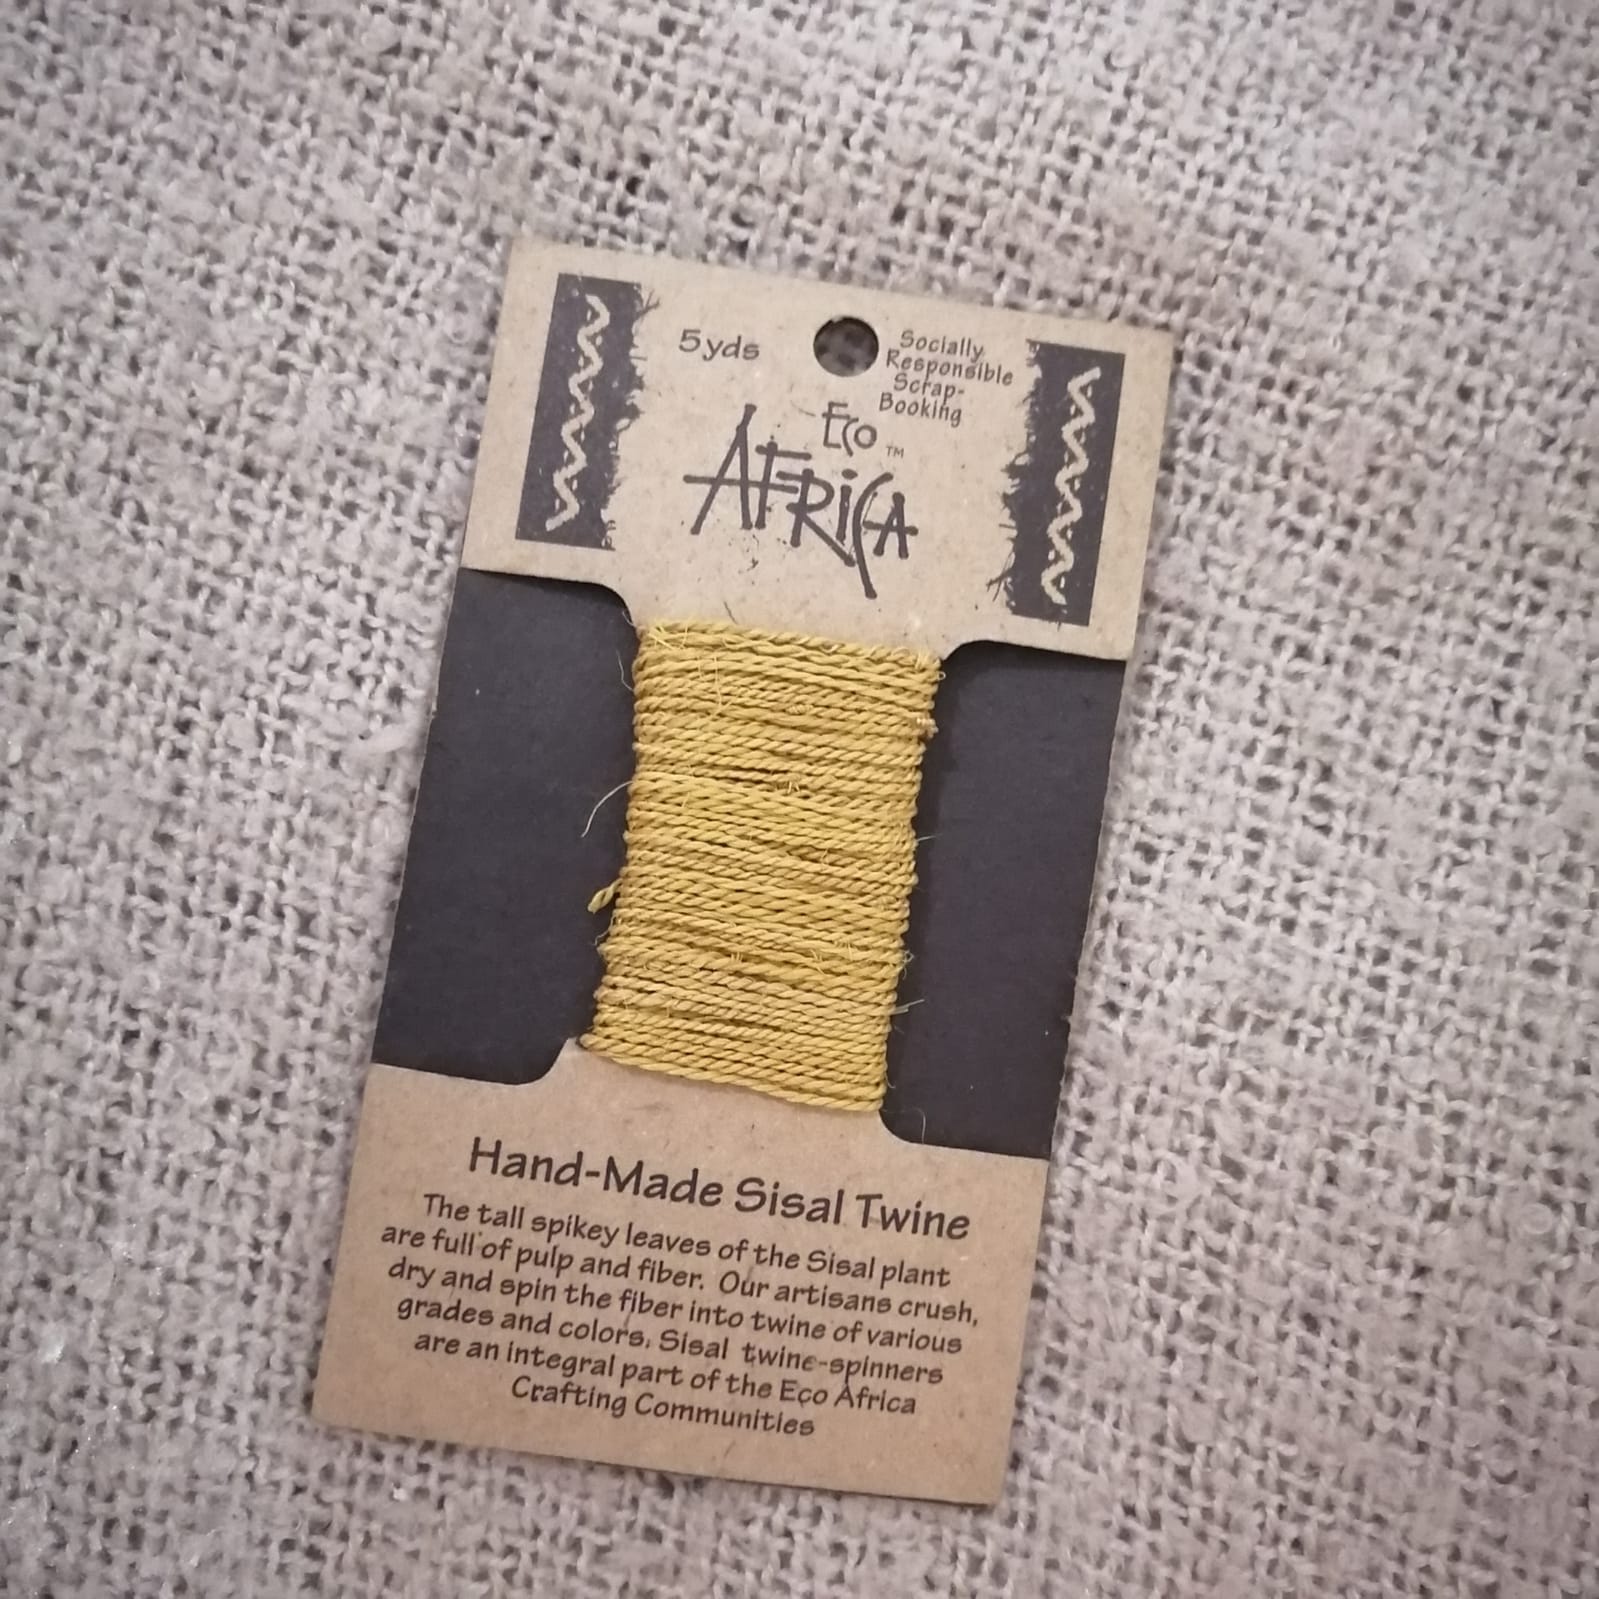 5yds
Socially
Responsible
Scrap-
Booking
Eco
AFRiCA™
Hand-Made Sisal Twine
The tall spikey leaves of the Sisal plant
are full of pulp and fiber. Our artisans crush,
dry and spin the fiber into twine of various
grades and colors. Sisal twine-spinners
are an integral part of the Eco Africa
Crafting Communities